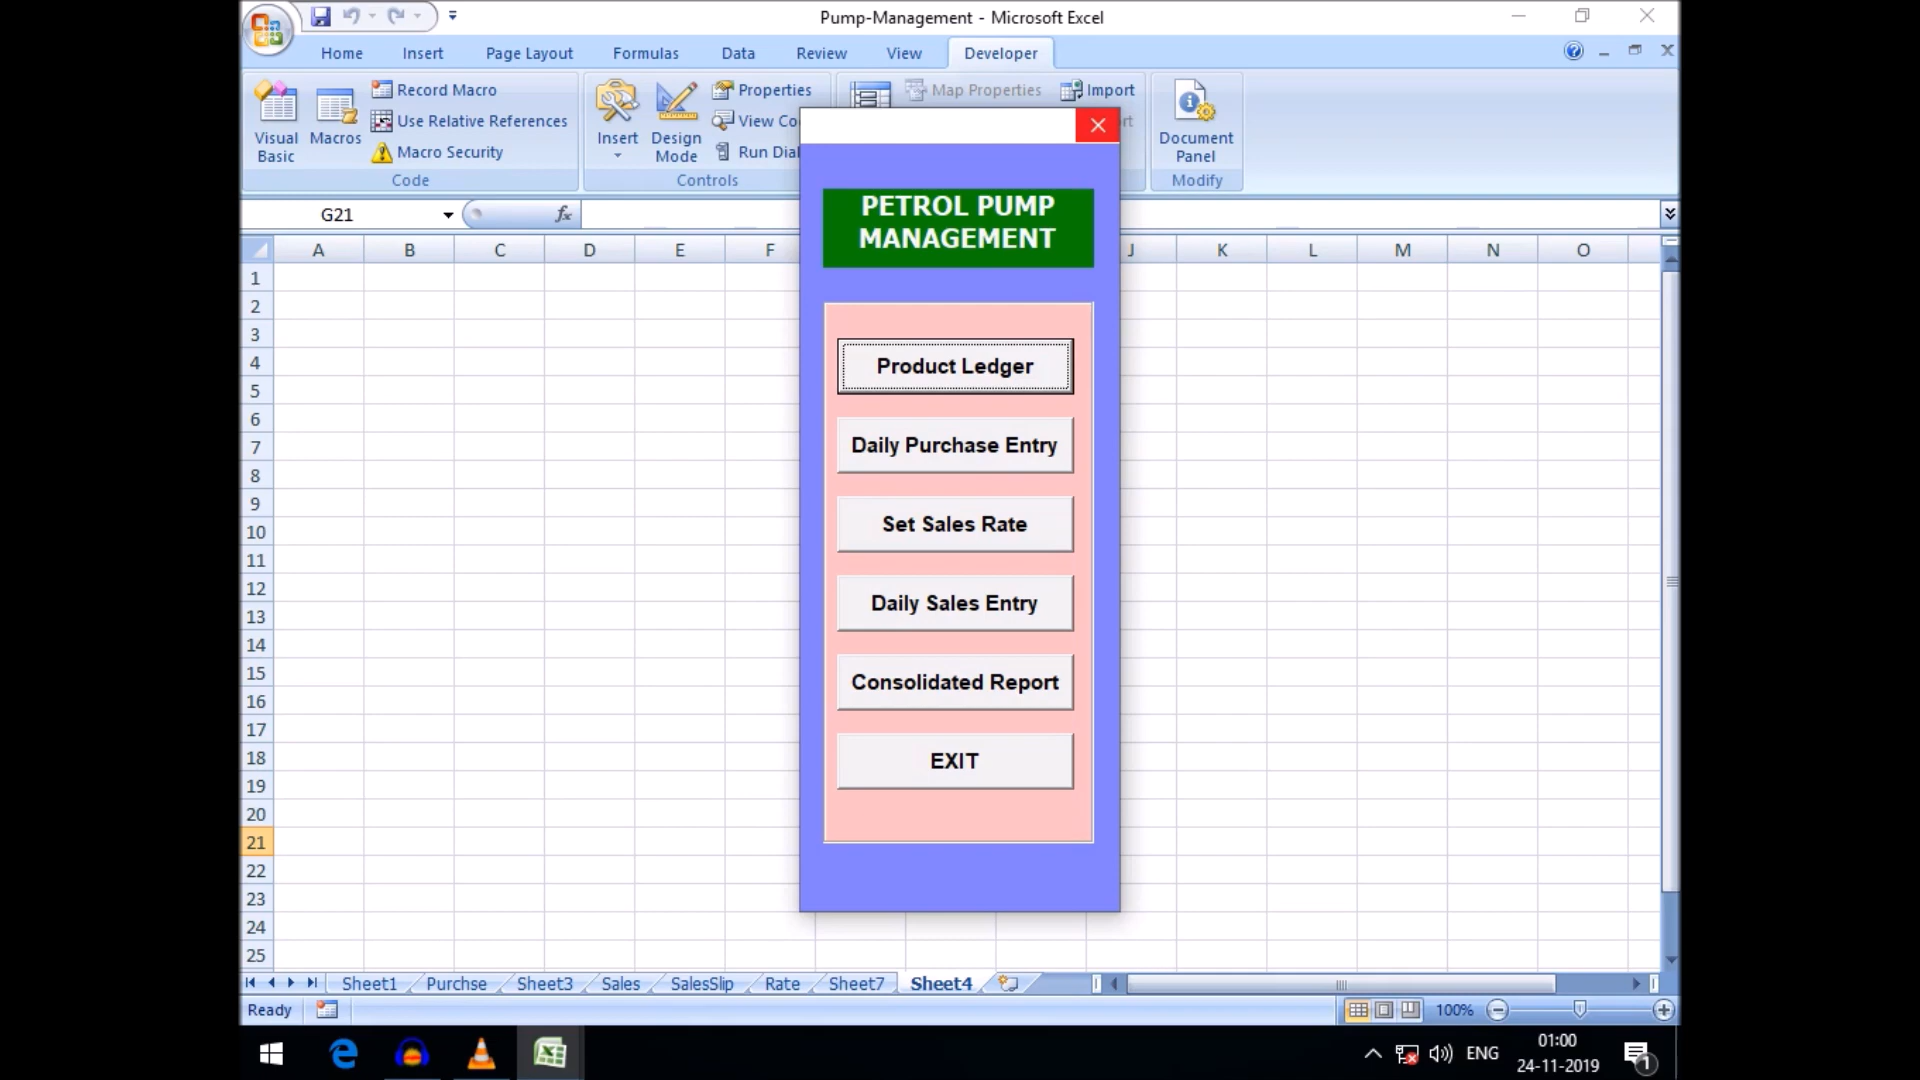 Pump-Management - Microsoft Excel
Home Insert Page Layout Formulas Data Review View Developer
Visual Basic
Macros
Record Macro
Use Relative References
Macro Security
Code
Insert
Design Mode
Properties
View Co
Run Dial
Controls
Map Properties
Import
rt
Document Panel
Modify
G21
fx
A B C D E F J K L M N O
1
2
3
4
5
6
7
8
9
10
11
12
13
14
15
16
17
18
19
20
21
22
23
24
25
PETROL PUMP
MANAGEMENT
Product Ledger
Daily Purchase Entry
Set Sales Rate
Daily Sales Entry
Consolidated Report
EXIT
Sheet1 Purchse Sheet3 Sales SalesSlip Rate Sheet7 Sheet4
Ready
100%
ENG
01:00
24-11-2019
1